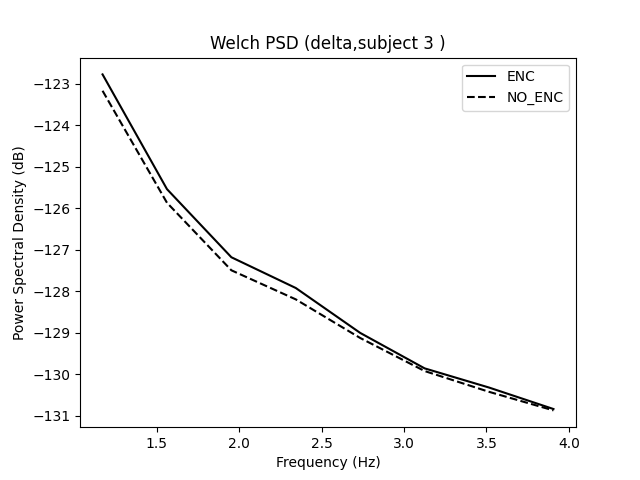 Welch PSD (delta,subject 3 )
ENC
NO_ENC
Power Spectral Density (dB)
−123
−124
−125
−126
−127
−128
−129
−130
−131
1.5 2.0 2.5 3.0 3.5 4.0
Frequency (Hz)